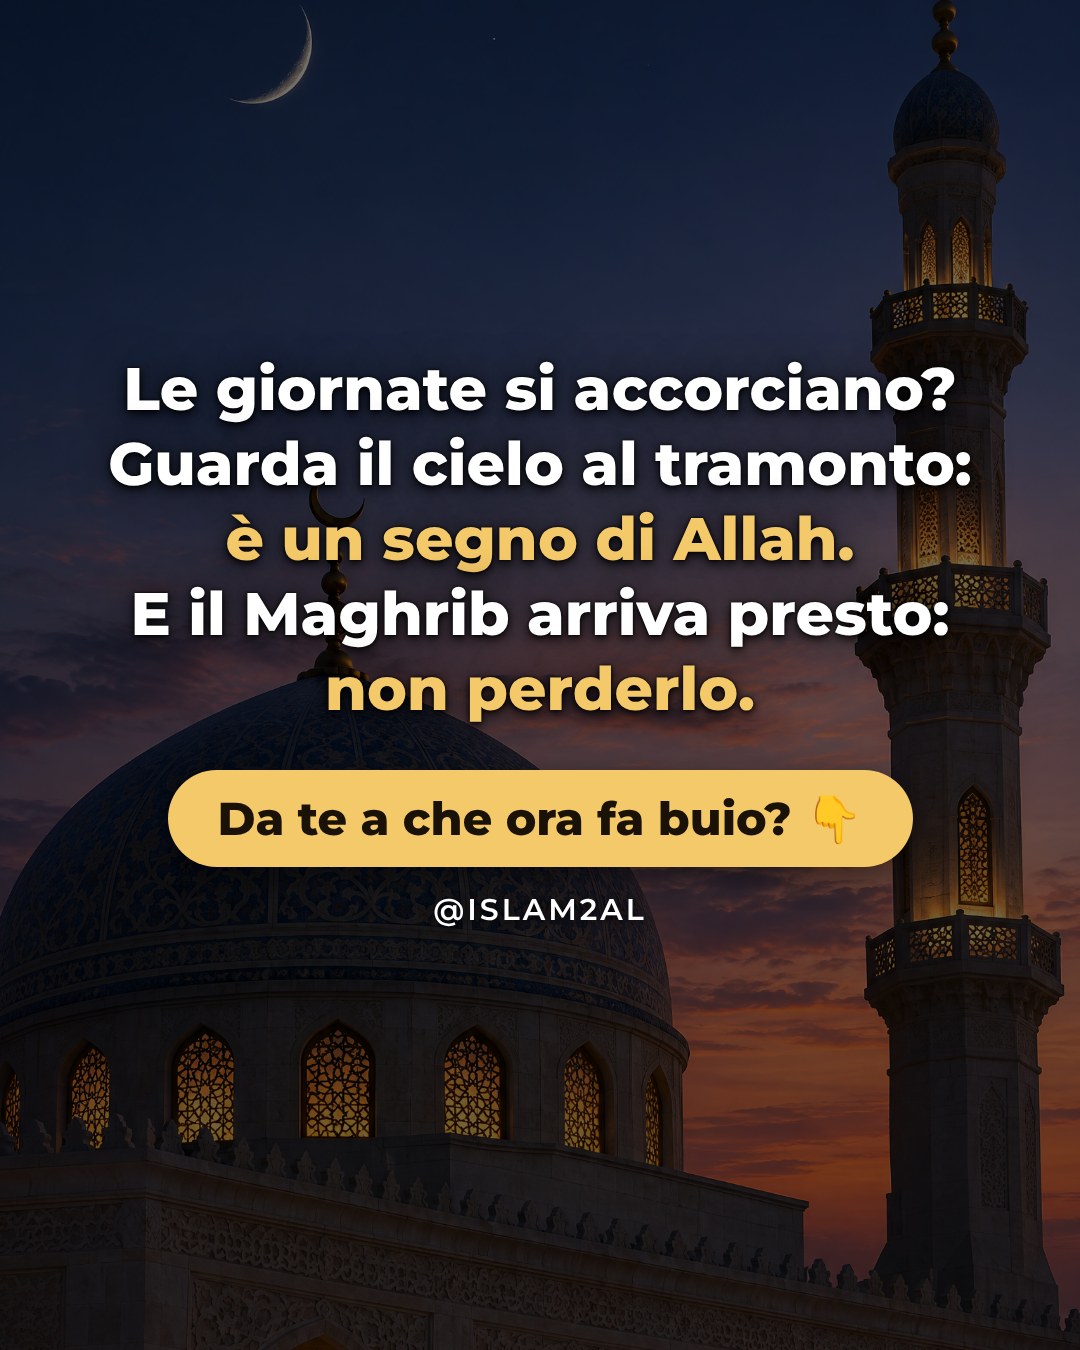 Le giornate si accorciano?
Guarda il cielo al tramonto:
è un segno di Allah.
E il Maghrib arriva presto:
non perderlo.
Da te a che ora fa buio? 👇
@ISLAM2AL